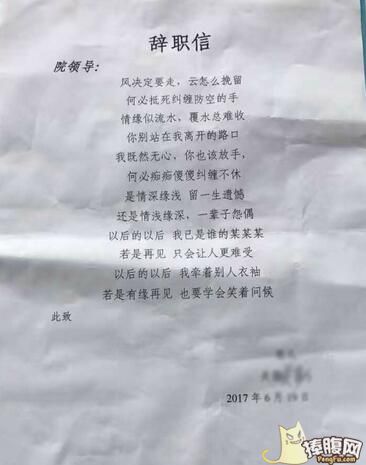 辞职信
院领导：
风决定要走，云怎么挽留
何必抵死纠缠防空的手
情缘似流水，覆水总难收
你别站在我离开的路口
我既然无心，你也该放手，
何必痴痴傻傻纠缠不休
是情深缘浅 留一生遗憾
还是情浅缘深，一辈子怨偶
以后的以后 我已是谁的某某某
若是再见 只会让人更难受
以后的以后 我牵着别人衣袖
若是有缘再见 也要学会笑着问候
此致
2017 年 6 月 19 日
捧腹网
PengFu.com